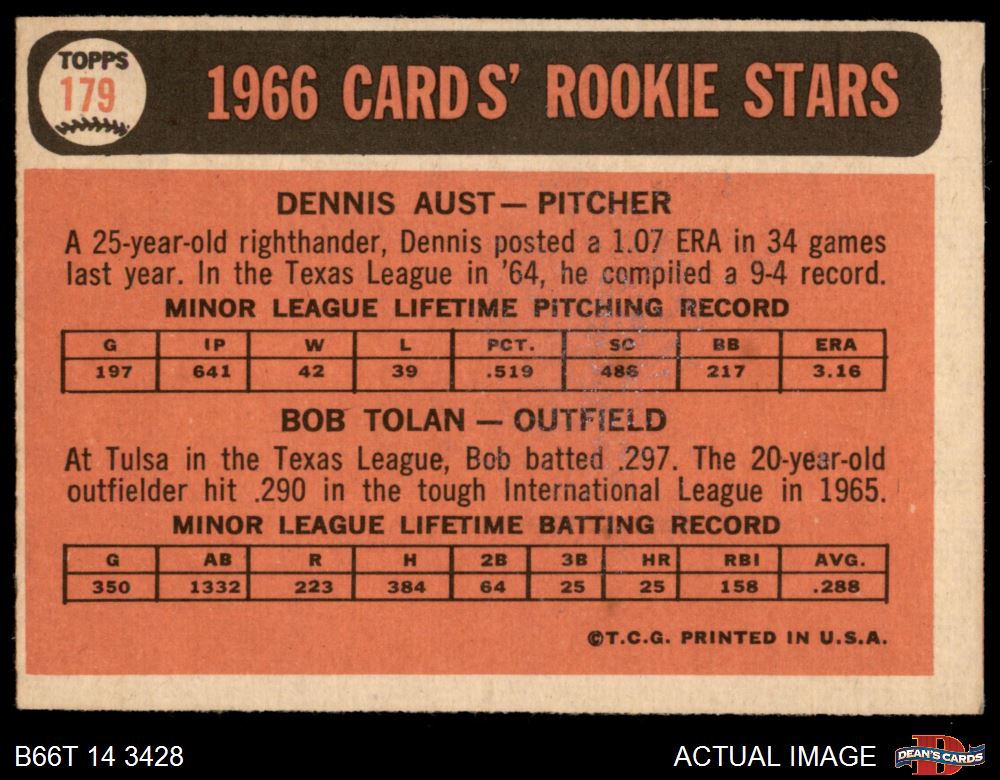 TOPPS
179
1966 CARDS' ROOKIE STARS
DENNIS AUST — PITCHER
A 25-year-old righthander, Dennis posted a 1.07 ERA in 34 games
last year. In the Texas League in '64, he compiled a 9-4 record.
MINOR LEAGUE LIFETIME PITCHING RECORD
G IP W L PCT. SO BB ERA
197 641 42 39 .519 486 217 3.16
BOB TOLAN — OUTFIELD
At Tulsa in the Texas League, Bob batted .297. The 20-year-old
outfielder hit .290 in the tough International League in 1965.
MINOR LEAGUE LIFETIME BATTING RECORD
G AB R H 2B 3B HR RBI AVG.
350 1332 223 384 64 25 25 158 .288
©T.C.G. PRINTED IN U.S.A.
B66T 14 3428 ACTUAL IMAGE DEAN'S CARDS